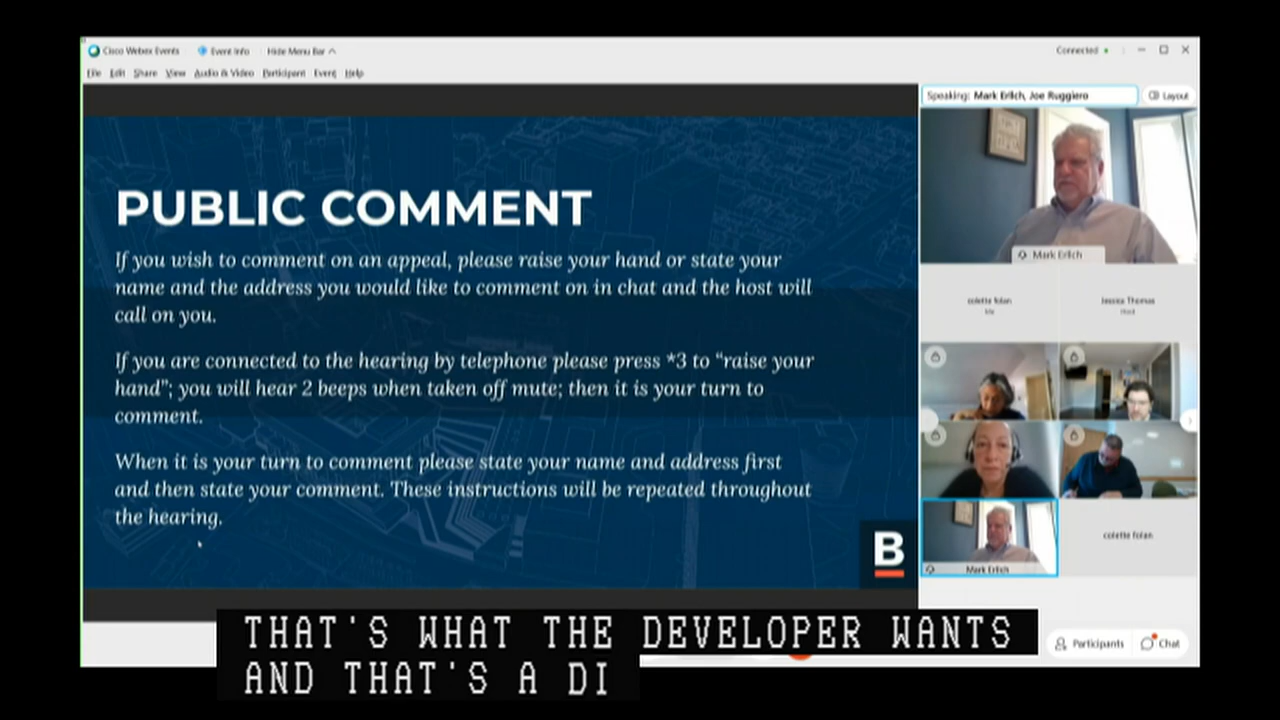 Cisco Webex Events
Event Info
Hide Menu Bar
Connected
File Edit Share View Audio & Video Participant Event Help
Speaking: Mark Erlich, Joe Ruggiero
Layout
PUBLIC COMMENT
If you wish to comment on an appeal, please raise your hand or state your
name and the address you would like to comment on in chat and the host will
call on you.
If you are connected to the hearing by telephone please press *3 to “raise your
hand”; you will hear 2 beeps when taken off mute; then it is your turn to
comment.
When it is your turn to comment please state your name and address first
and then state your comment. These instructions will be repeated throughout
the hearing.
B
Mark Erlich
colette folan
Me
Jessica Thomas
Host
Mark Erlich
colette folan
THAT'S WHAT THE DEVELOPER WANTS
AND THAT'S A DI
Participants
Chat